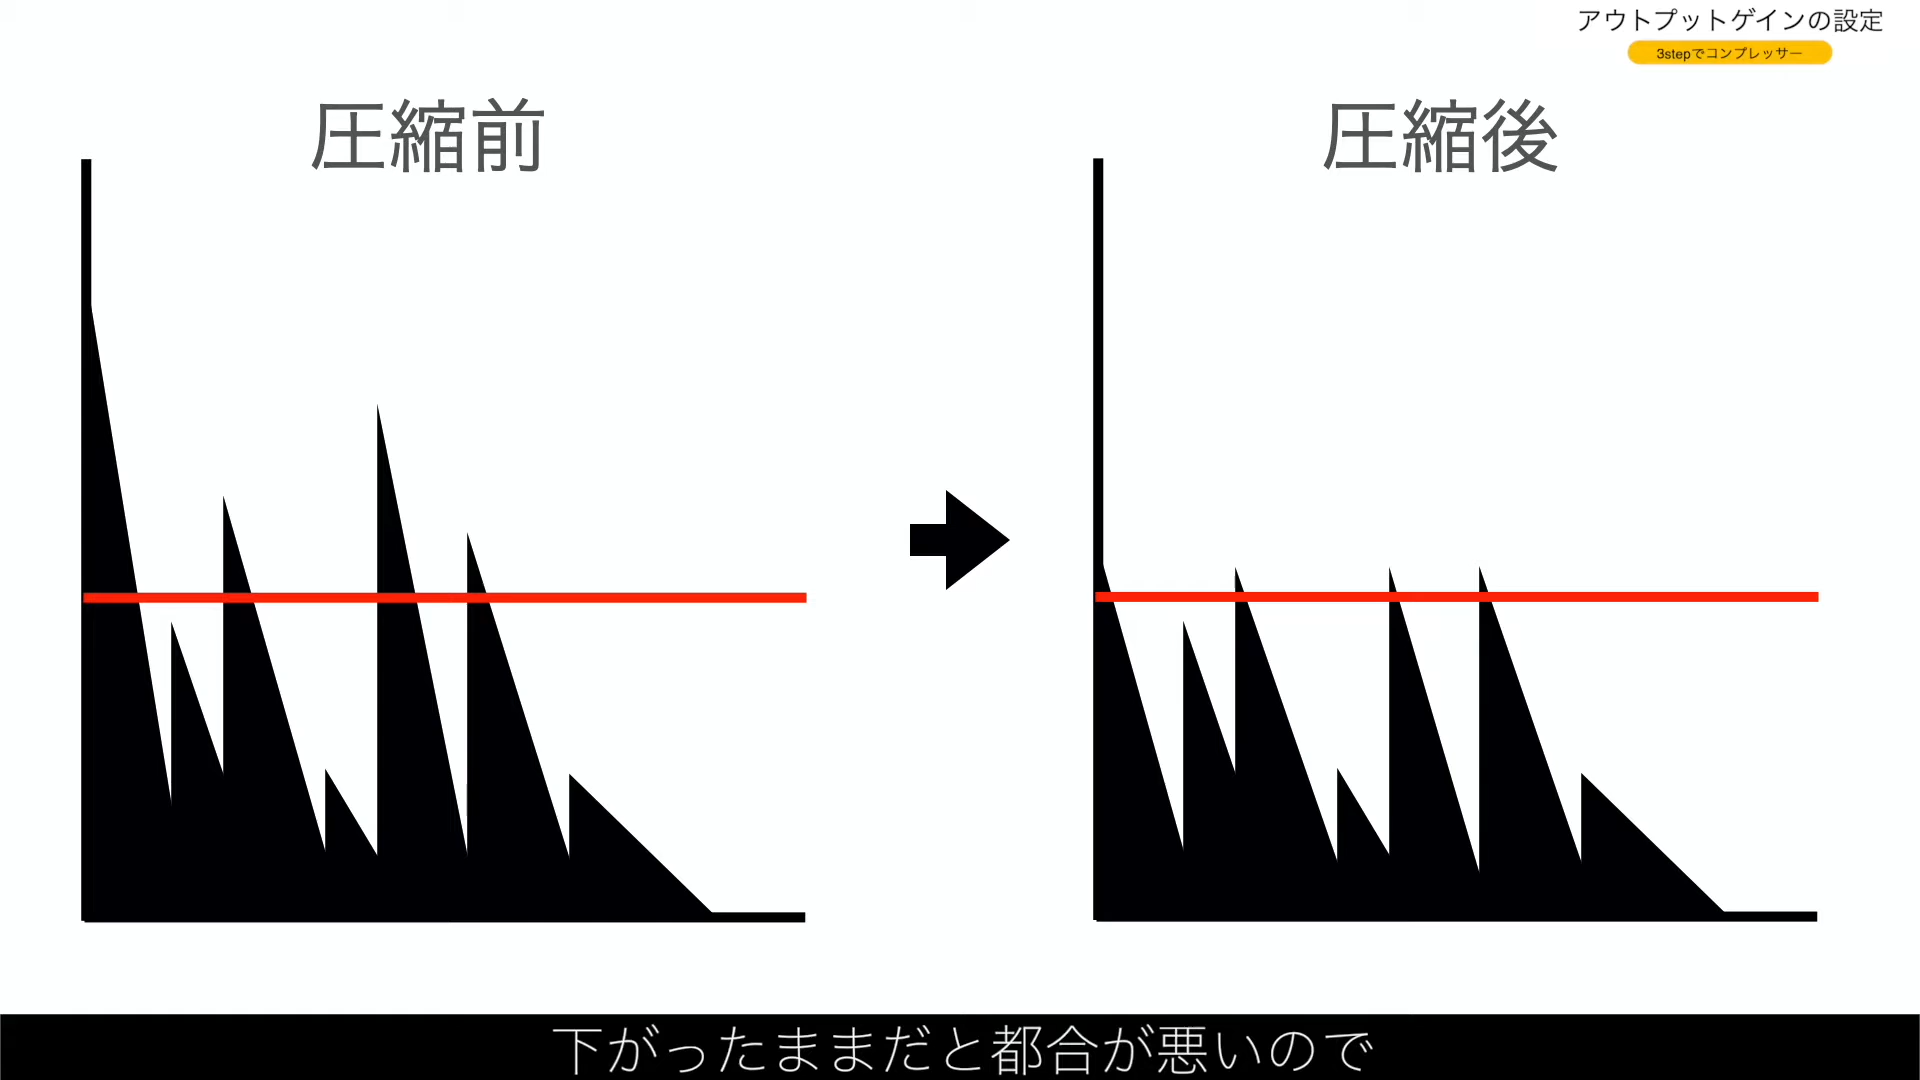 アウトプットゲインの設定
3stepでコンプレッサー
圧縮前
圧縮後
下がったままだと都合が悪いので